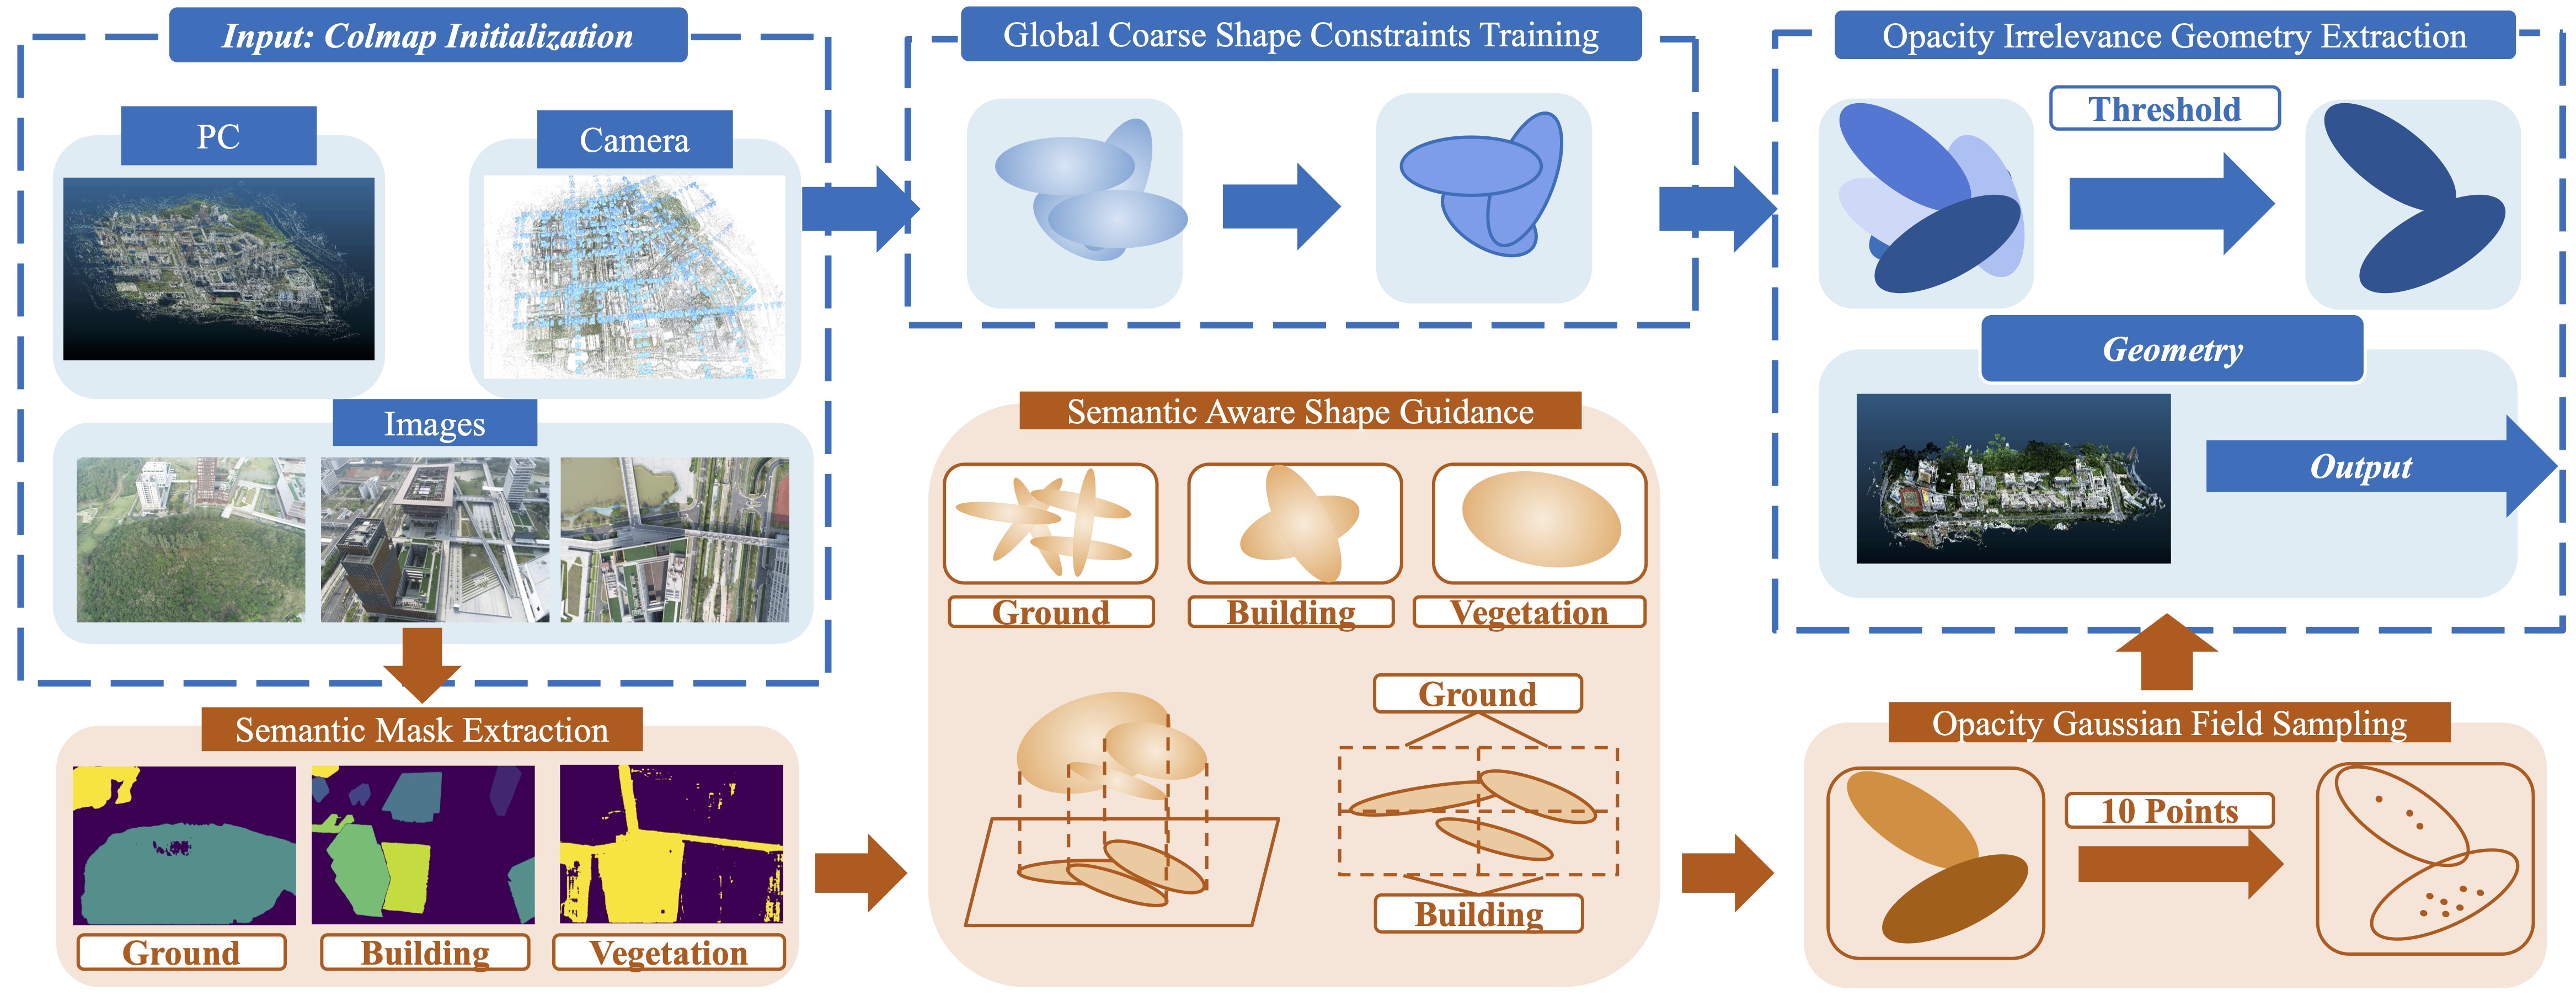 Input: Colmap Initialization
PC
Camera
Images
Semantic Mask Extraction
Ground
Building
Vegetation
Global Coarse Shape Constraints Training
Semantic Aware Shape Guidance
Ground
Building
Vegetation
Ground
Building
Opacity Irrelevance Geometry Extraction
Threshold
Geometry
Output
Opacity Gaussian Field Sampling
10 Points